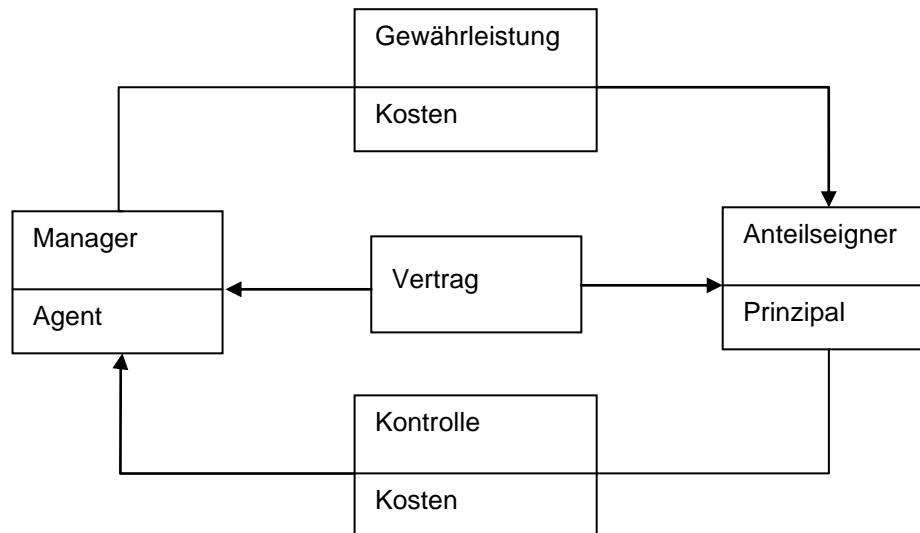 Gewährleistung
Kosten
Manager
Agent
Vertrag
Anteilseigner
Prinzipal
Kontrolle
Kosten